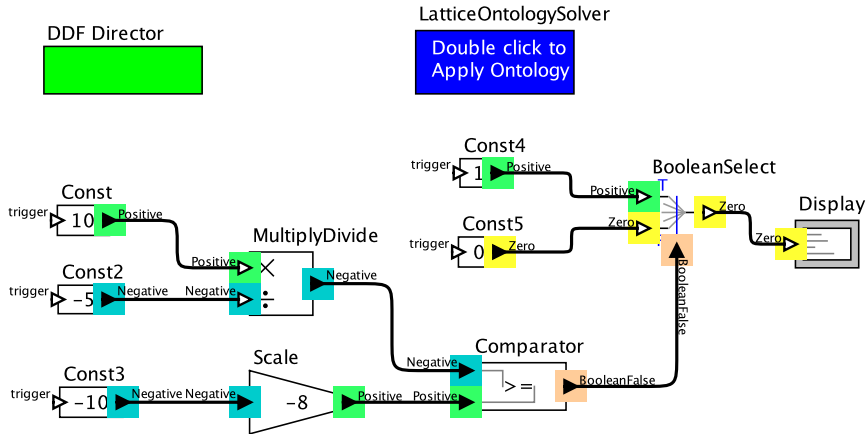 DDF Director
LatticeOntologySolver
Double click to
Apply Ontology
Const4
trigger
1
Positive
BooleanSelect
Positive
T
Const
trigger
10
Positive
Const5
trigger
0
Zero
Zero
Zero
Display
Zero
MultiplyDivide
Positive
×
Const2
trigger
-5
Negative
Negative
÷
Negative
BooleanFalse
Scale
Comparator
Const3
trigger
-10
Negative
Negative
-8
Positive
Positive
Negative
>=
BooleanFalse